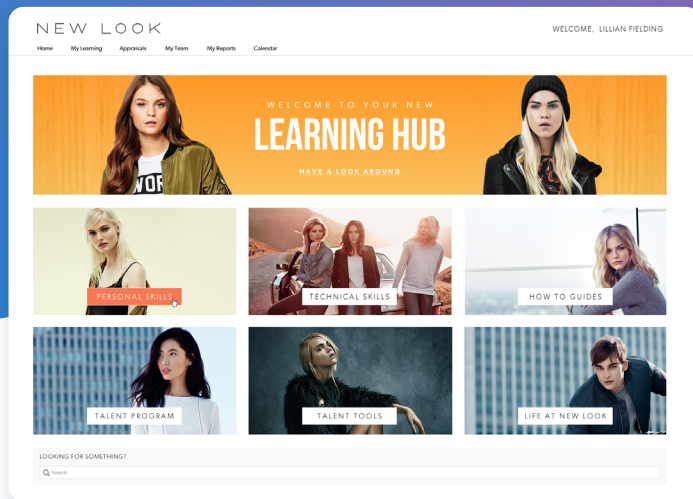 NEW LOOK
WELCOME, LILLIAN FIELDING
Home My Learning Appraisals My Team My Reports Calendar
WELCOME TO YOUR NEW
LEARNING HUB
HAVE A LOOK AROUND
WOR
PERSONAL SKILLS
TECHNICAL SKILLS
HOW TO GUIDES
TALENT PROGRAM
TALENT TOOLS
LIFE AT NEW LOOK
LOOKING FOR SOMETHING?
Search